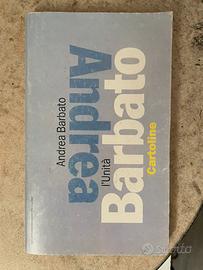 Andrea Barbato
Andrea
l'Unità
Barbato
Cartoline
Subito